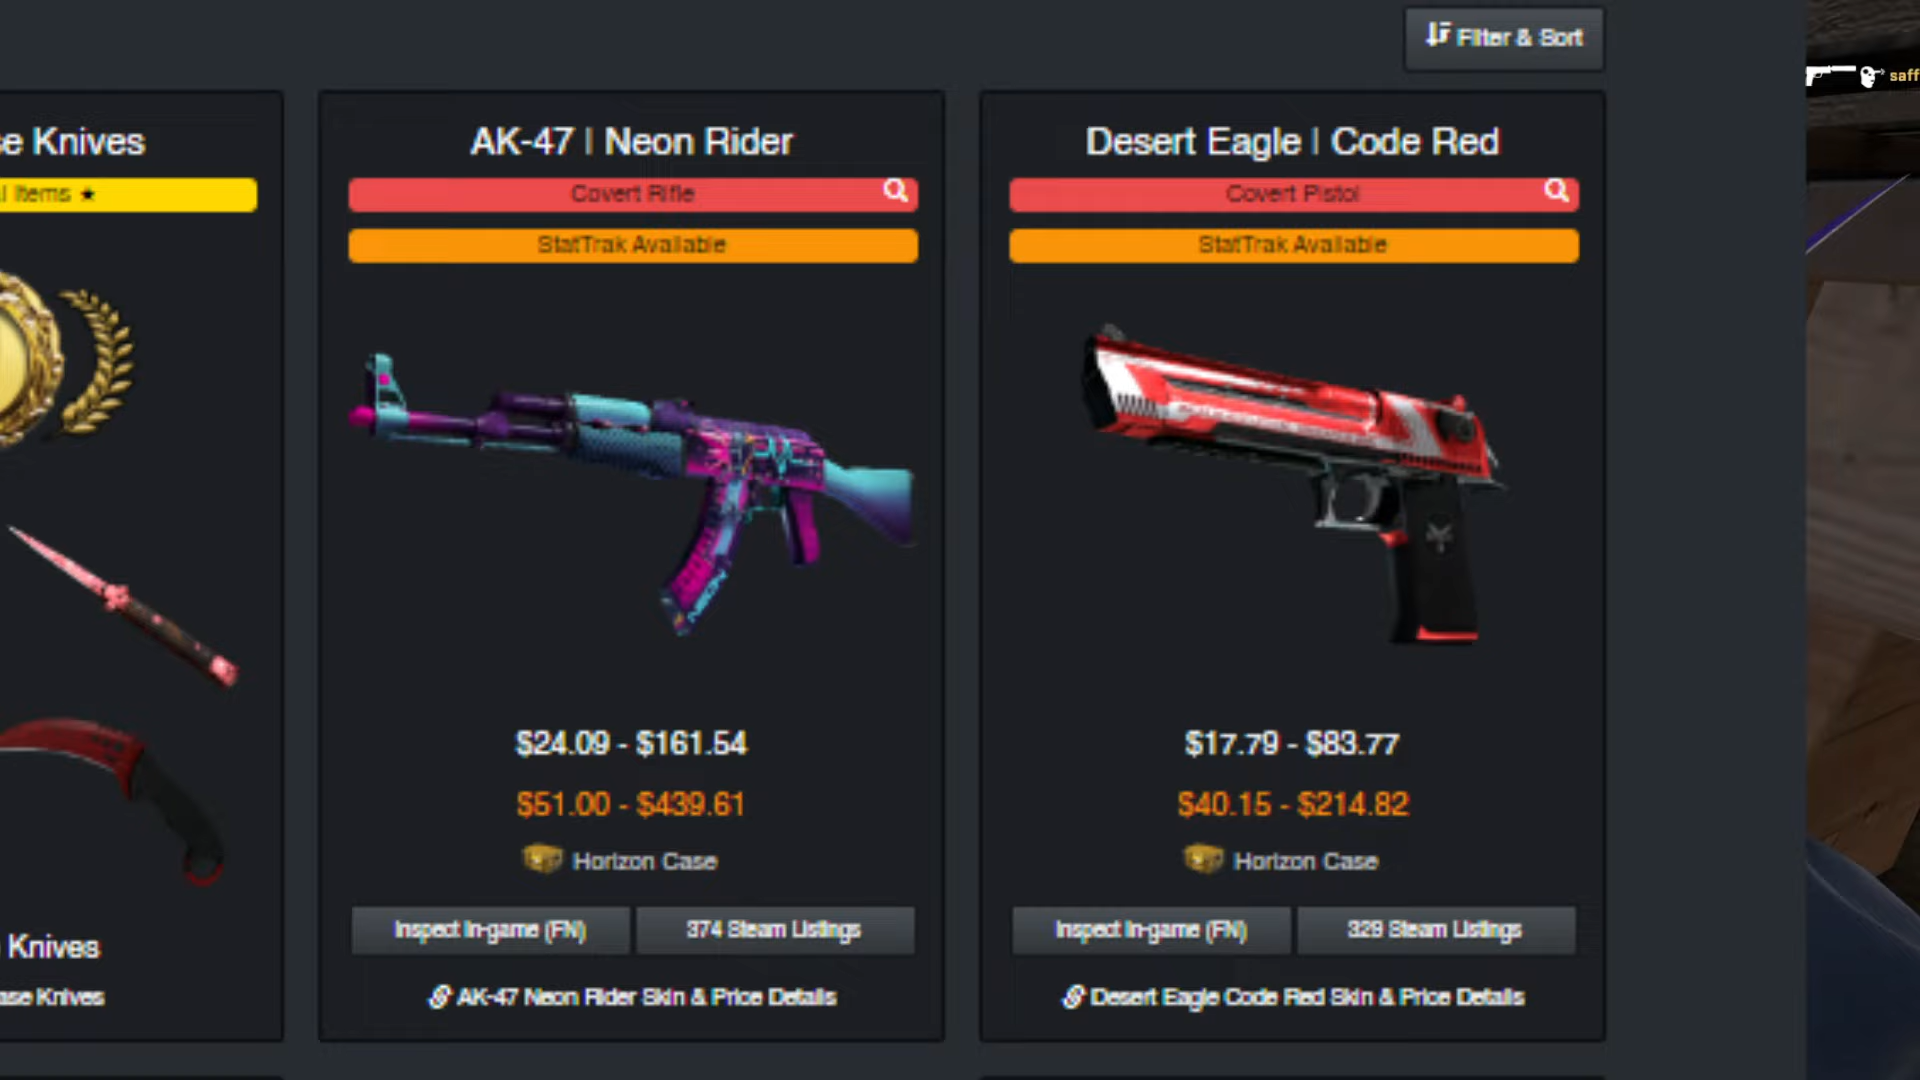 Filter & Sort
saff
se Knives
l Items ★
AK-47 | Neon Rider
Covert Rifle
StatTrak Available
NEON
$24.09 - $161.54
$51.00 - $439.61
Horizon Case
Inspect In-game (FN)
374 Steam Listings
AK-47 Neon Rider Skin & Price Details
Desert Eagle | Code Red
Covert Pistol
StatTrak Available
$17.79 - $83.77
$40.15 - $214.82
Horizon Case
Inspect In-game (FN)
329 Steam Listings
Desert Eagle Code Red Skin & Price Details
Knives
ase Knives